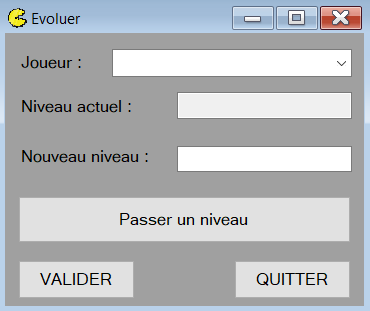 Evoluer
Joueur :
Niveau actuel :
Nouveau niveau :
Passer un niveau
VALIDER QUITTER